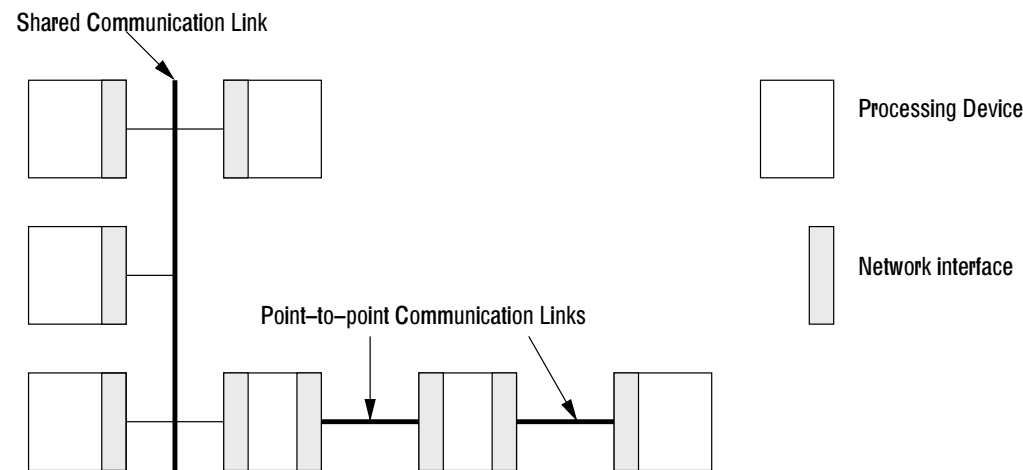 Shared Communication Link
Processing Device
Network interface
Point–to–point Communication Links